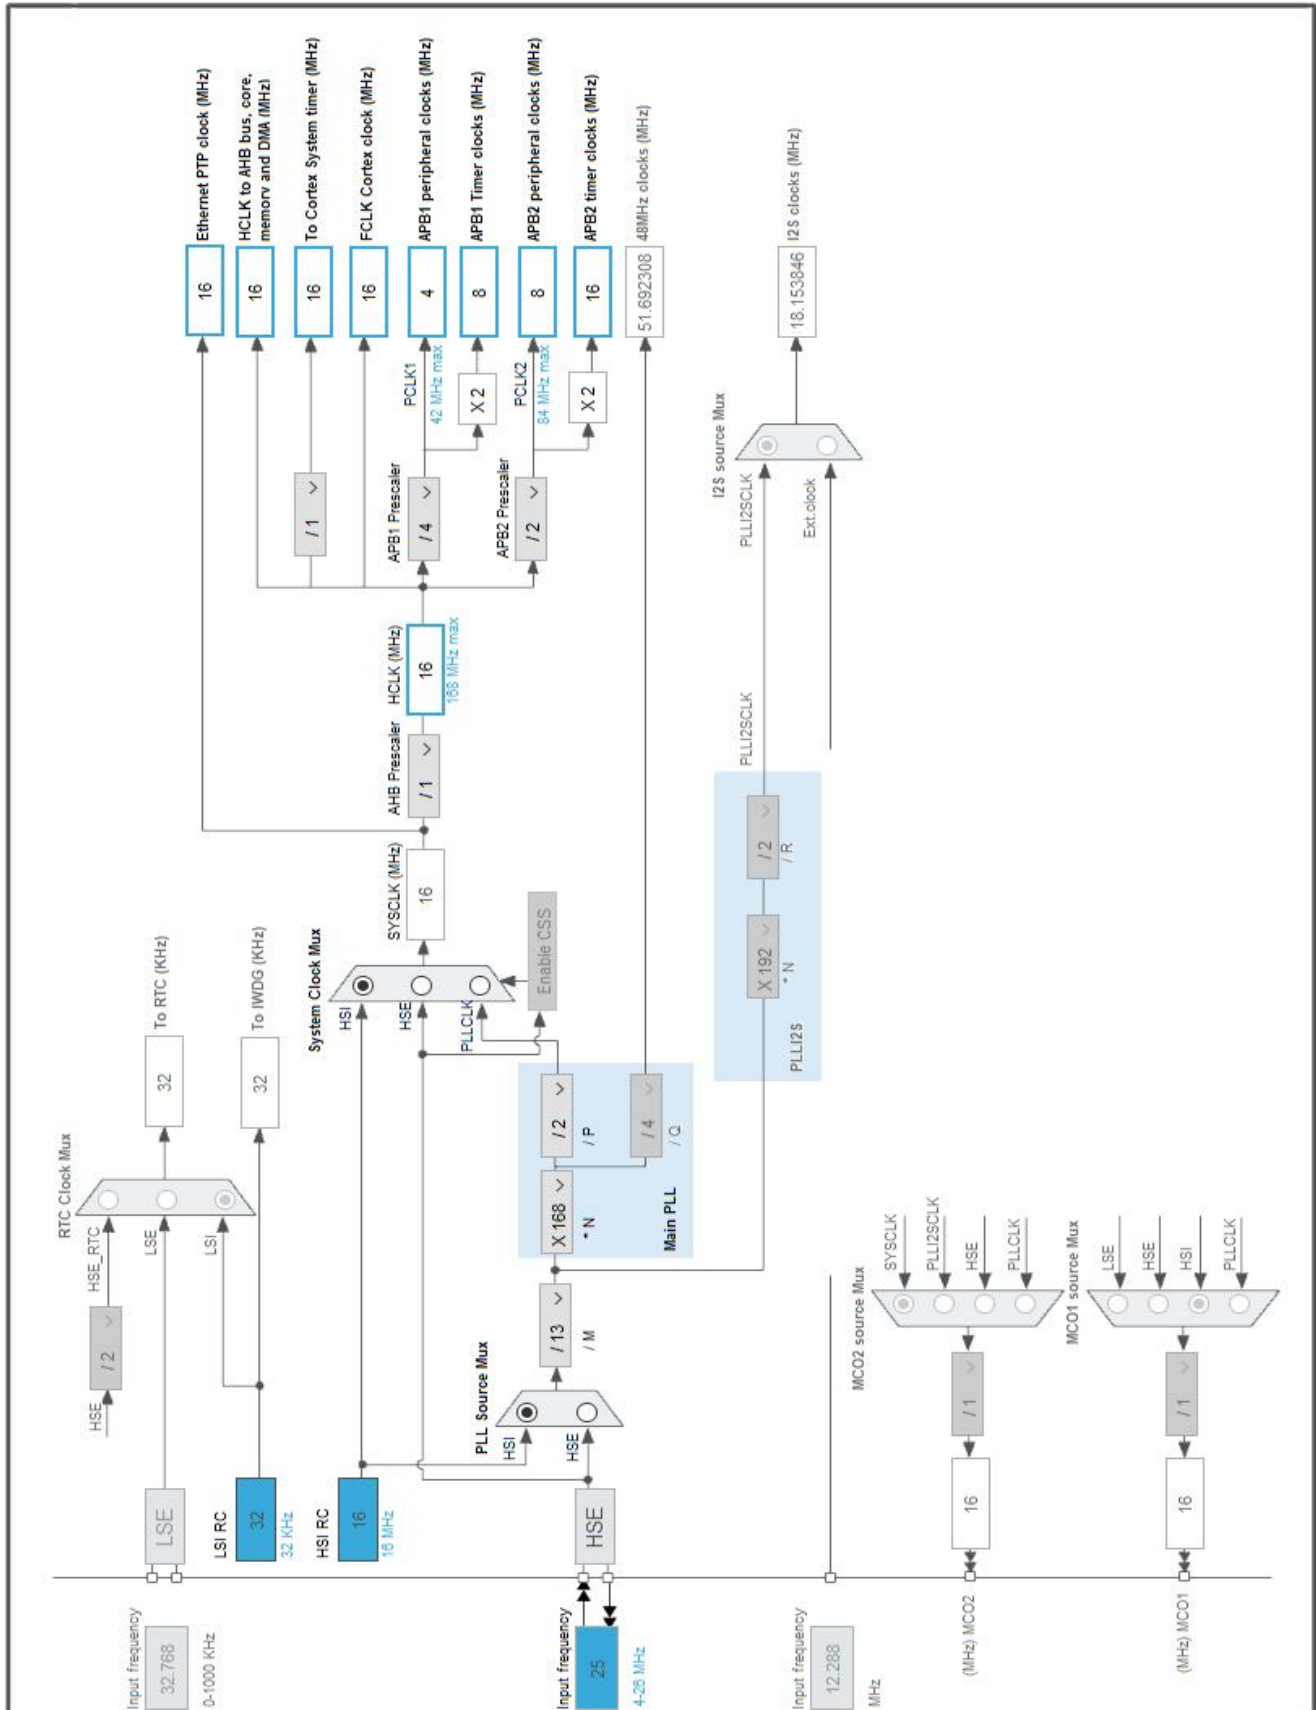 Input frequency
32.768
0-1000 KHz
LSE
HSE
/ 2
HSE_RTC
LSE
LSI
RTC Clock Mux
32
To RTC (KHz)
LSI RC
32
32 KHz
32
To IWDG (KHz)
HSI RC
16
16 MHz
Input frequency
25
4-26 MHz
HSE
PLL Source Mux
HSI
HSE
/ 13
/ M
X 168
* N
/ 2
/ P
/ 4
/ Q
Main PLL
System Clock Mux
HSI
HSE
PLLCLK
Enable CSS
SYSCLK (MHz)
16
AHB Prescaler
/ 1
HCLK (MHz)
16
168 MHz max
/ 1
APB1 Prescaler
/ 4
PCLK1
42 MHz max
X 2
APB2 Prescaler
/ 2
PCLK2
84 MHz max
X 2
16
Ethernet PTP clock (MHz)
16
HCLK to AHB bus, core,
memory and DMA (MHz)
16
To Cortex System timer (MHz)
16
FCLK Cortex clock (MHz)
4
APB1 peripheral clocks (MHz)
8
APB1 Timer clocks (MHz)
8
APB2 peripheral clocks (MHz)
16
APB2 timer clocks (MHz)
51.692308
48MHz clocks (MHz)
X 192
* N
/ 2
/ R
PLLI2S
PLLI2SCLK
PLLI2SCLK
Ext.clock
I2S source Mux
18.153846
I2S clocks (MHz)
Input frequency
12.288
MHz
MCO2 source Mux
SYSCLK
PLLI2SCLK
HSE
PLLCLK
/ 1
16
(MHz) MCO2
MCO1 source Mux
LSE
HSE
HSI
PLLCLK
/ 1
16
(MHz) MCO1